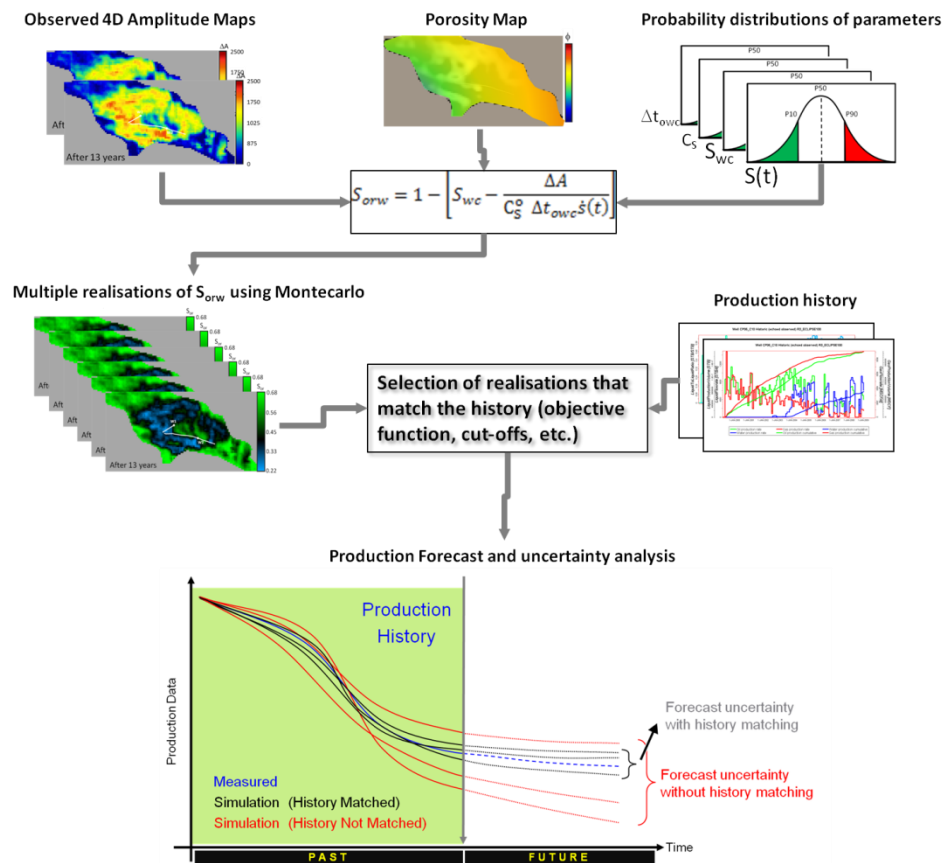 Observed 4D Amplitude Maps
ΔA
2500
1750
ΔA
2500
1750
1425
875
0
Aft
After 13 years
Porosity Map
ϕ
Probability distributions of parameters
P50
P50
P50
P50
P10
P90
Δt_owc
C_s
S_wc
S(t)
S_orw = 1 − [S_wc − ΔA / (C_S^o Δt_owc ṡ(t))]
Multiple realisations of S_orw using Montecarlo
0.68
0.68
0.68
0.68
0.68
0.56
0.45
0.33
0.22
Aft
Aft
After 13 years
Production history
Selection of realisations that
match the history (objective
function, cut-offs, etc.)
Production Forecast and uncertainty analysis
Production
History
Production Data
Forecast uncertainty
with history matching
Forecast uncertainty
without history matching
Measured
Simulation (History Matched)
Simulation (History Not Matched)
Time
PAST
FUTURE